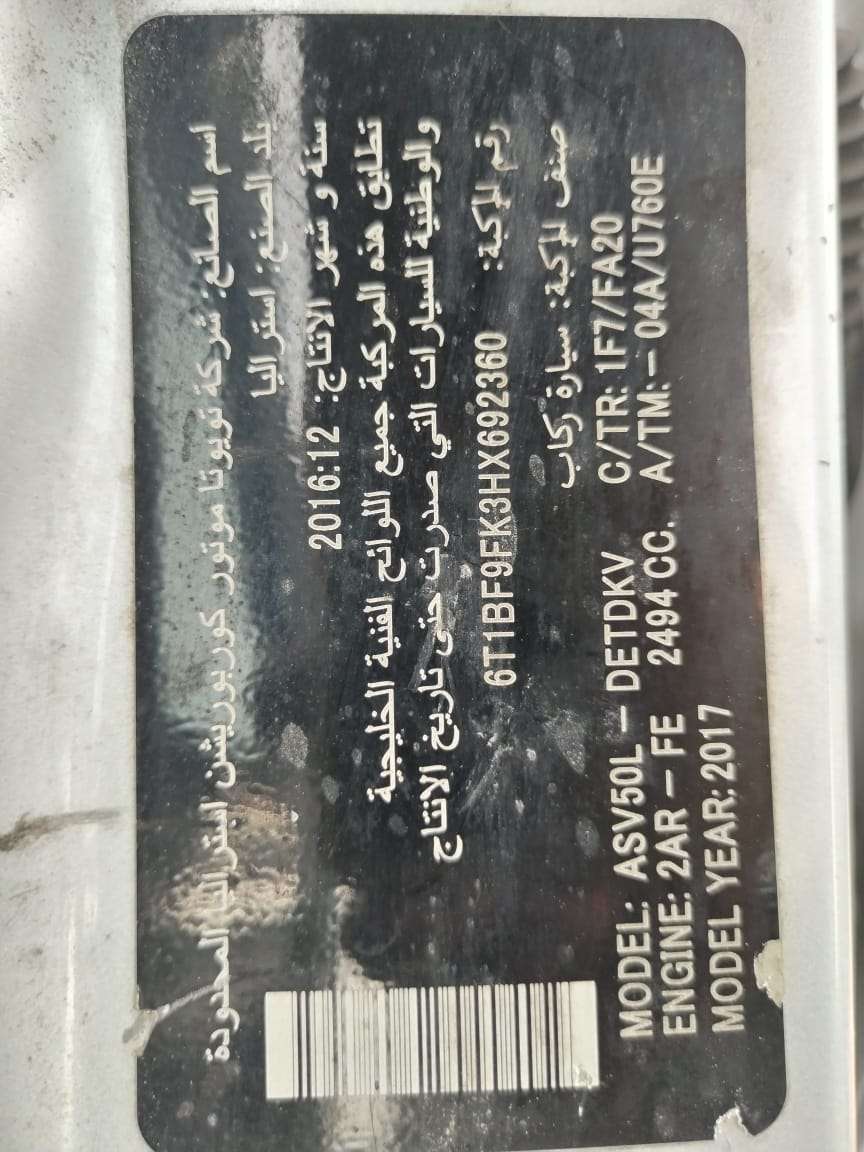 اسم الصانع: شركة تويوتا موتور كوربوريشن استراليا المحدودة
بلد الصنع: استراليا
سنة و شهر الانتاج: 2016:12
تطابق هذه المركبة جميع اللوائح الفنية الخليجية
والوطنية للسيارات التي صدرت حتى تاريخ الانتاج
رقم المركبة: 6T1BF9FK3HX692360
صنف المركبة: سيارة ركاب
MODEL: ASV50L – DETDKV C/TR: 1F7/FA20
ENGINE: 2AR – FE 2494 CC. A/TM: – 04A/U760E
MODEL YEAR: 2017